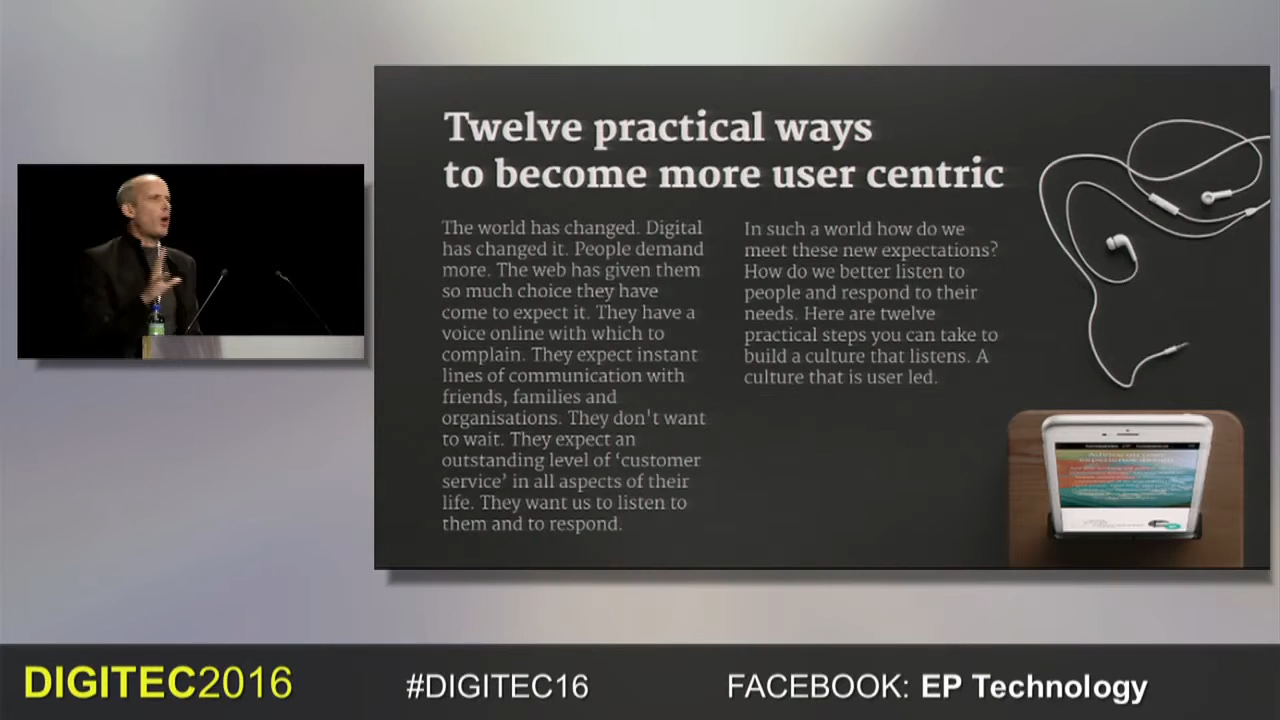 Twelve practical ways
to become more user centric
The world has changed. Digital
has changed it. People demand
more. The web has given them
so much choice they have
come to expect it. They have a
voice online with which to
complain. They expect instant
lines of communication with
friends, families and
organisations. They don't want
to wait. They expect an
outstanding level of ‘customer
service’ in all aspects of their
life. They want us to listen to
them and to respond.
In such a world how do we
meet these new expectations?
How do we better listen to
people and respond to their
needs. Here are twelve
practical steps you can take to
build a culture that listens. A
culture that is user led.
DIGITEC2016
#DIGITEC16
FACEBOOK: EP Technology